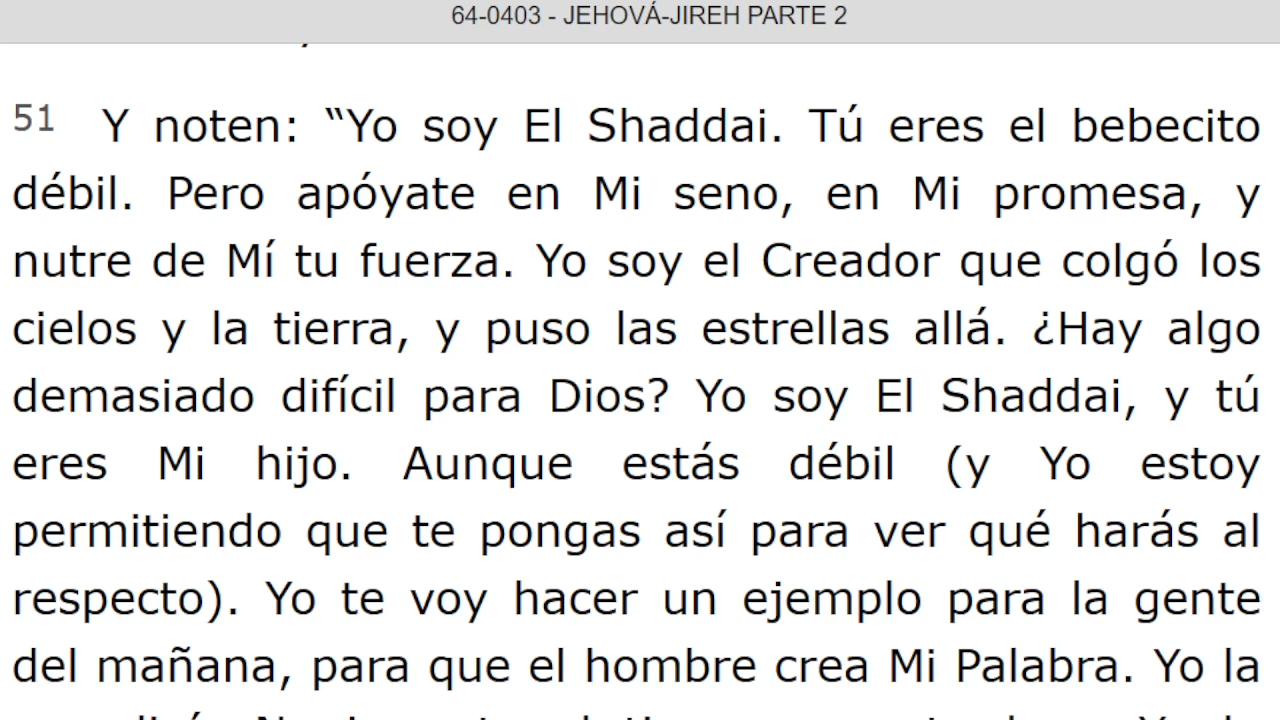 64-0403 - JEHOVÁ-JIREH PARTE 2
51 Y noten: “Yo soy El Shaddai. Tú eres el bebecito
débil. Pero apóyate en Mi seno, en Mi promesa, y
nutre de Mí tu fuerza. Yo soy el Creador que colgó los
cielos y la tierra, y puso las estrellas allá. ¿Hay algo
demasiado difícil para Dios? Yo soy El Shaddai, y tú
eres Mi hijo. Aunque estás débil (y Yo estoy
permitiendo que te pongas así para ver qué harás al
respecto). Yo te voy hacer un ejemplo para la gente
del mañana, para que el hombre crea Mi Palabra. Yo la